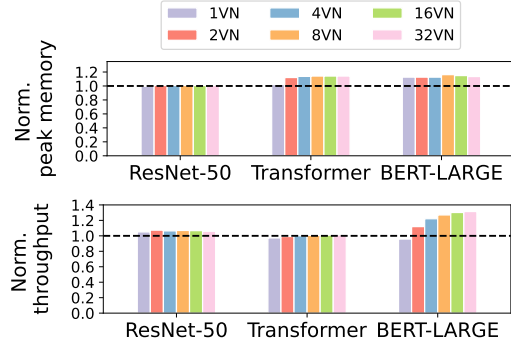 1VN 4VN 16VN
2VN 8VN 32VN
Norm.
peak memory
1.2
1.0
0.8
0.6
0.4
0.2
0.0
ResNet-50 Transformer BERT-LARGE
Norm.
throughput
1.4
1.2
1.0
0.8
0.6
0.4
0.2
0.0
ResNet-50 Transformer BERT-LARGE